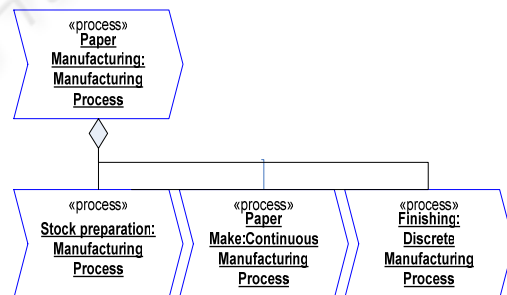 «process»
Paper
Manufacturing:
Manufacturing
Process
«process»
Stock preparation:
Manufacturing
Process
«process»
Paper
Make:Continuous
Manufacturing
Process
«process»
Finishing:
Discrete
Manufacturing
Process